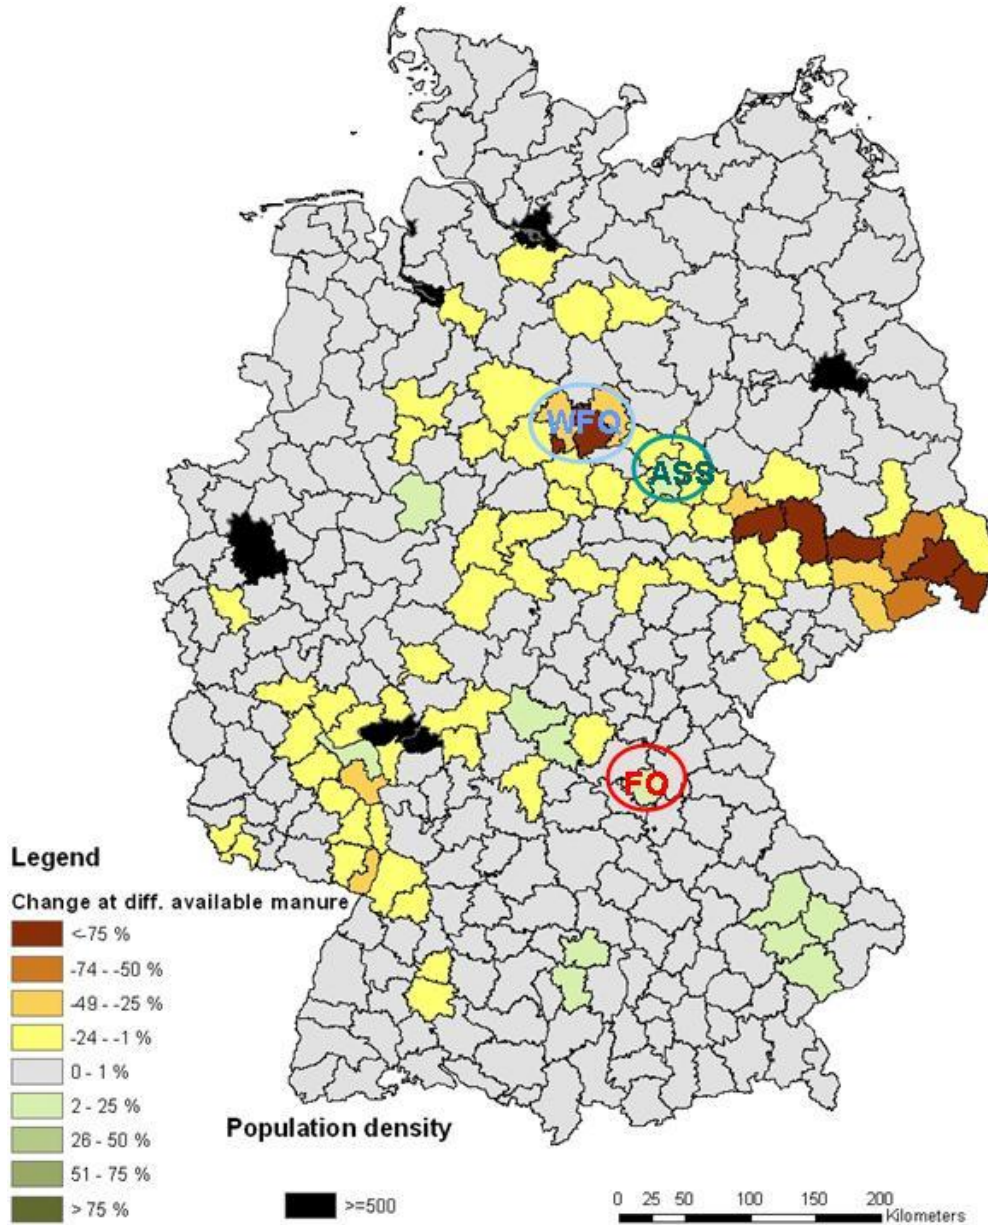 WFO
ASS
FO
Legend
Change at diff. available manure
<-75 %
-74 - -50 %
-49 - -25 %
-24 - -1 %
0 - 1 %
2 - 25 %
26 - 50 %
51 - 75 %
> 75 %
Population density
>=500
0 25 50 100 150 200
Kilometers